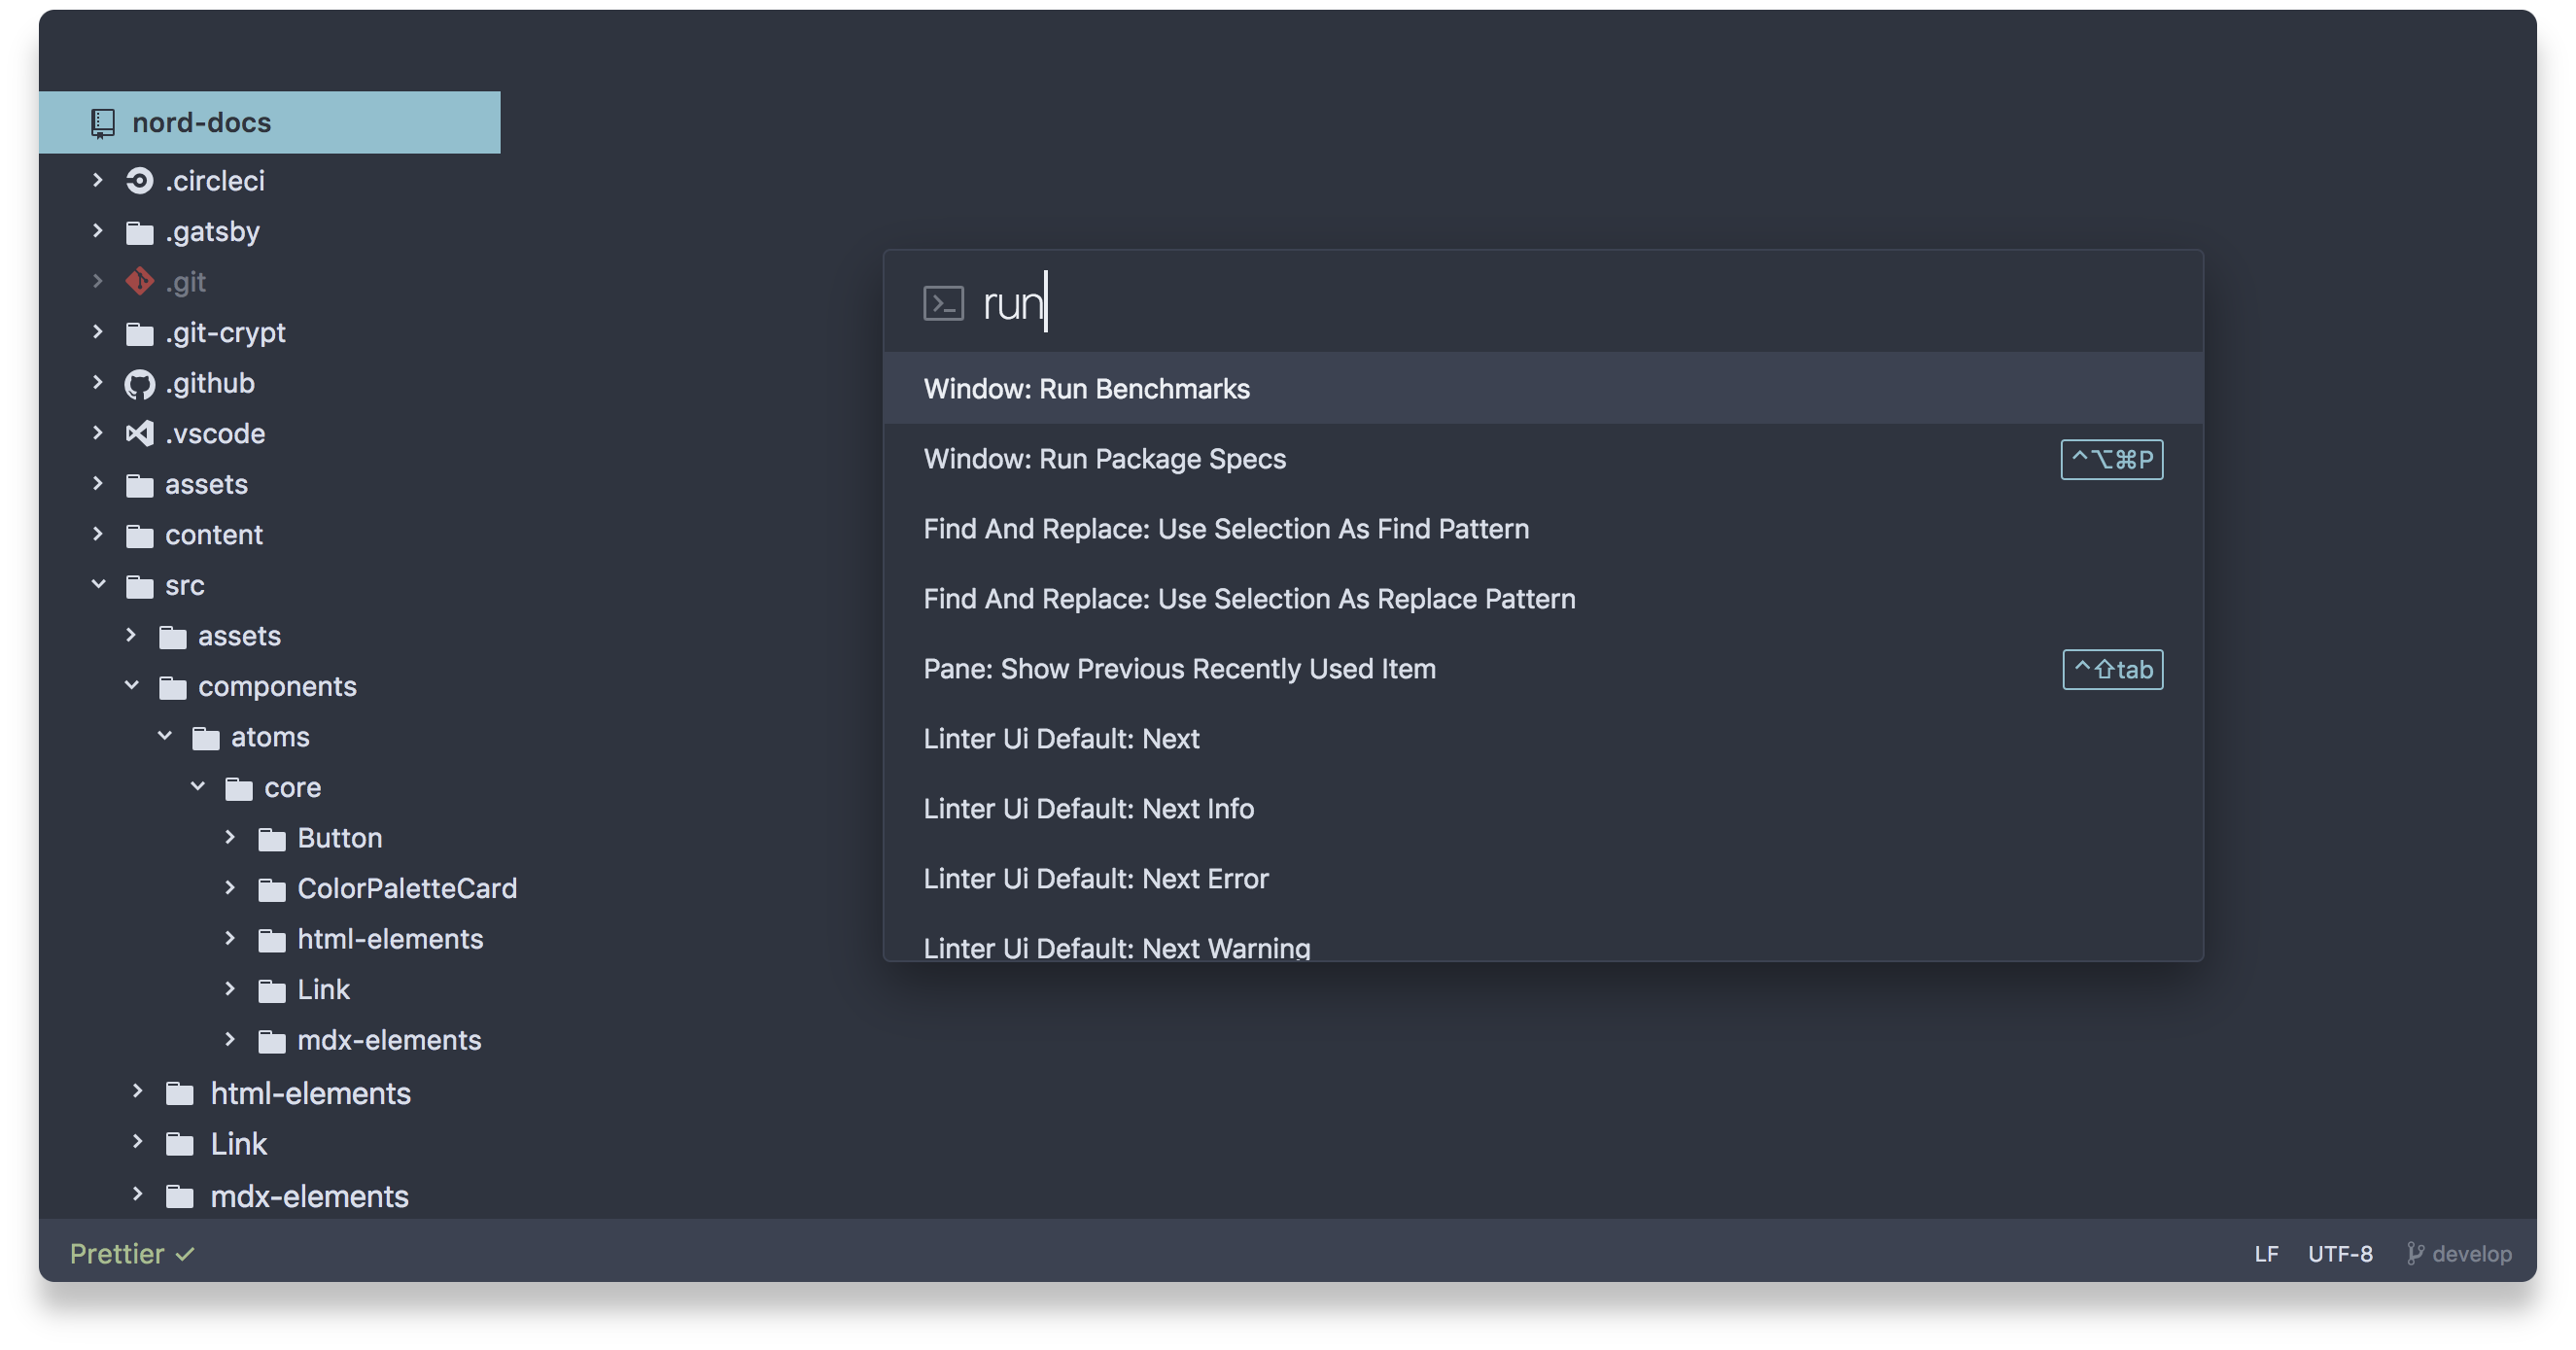 nord-docs
.circleci
.gatsby
.git
.git-crypt
.github
.vscode
assets
content
src
assets
components
atoms
core
Button
ColorPaletteCard
html-elements
Link
mdx-elements
html-elements
Link
mdx-elements
run
Window: Run Benchmarks
Window: Run Package Specs ^⌥⌘P
Find And Replace: Use Selection As Find Pattern
Find And Replace: Use Selection As Replace Pattern
Pane: Show Previous Recently Used Item ^⇧tab
Linter Ui Default: Next
Linter Ui Default: Next Info
Linter Ui Default: Next Error
Linter Ui Default: Next Warning
Prettier ✓
LF UTF-8 develop